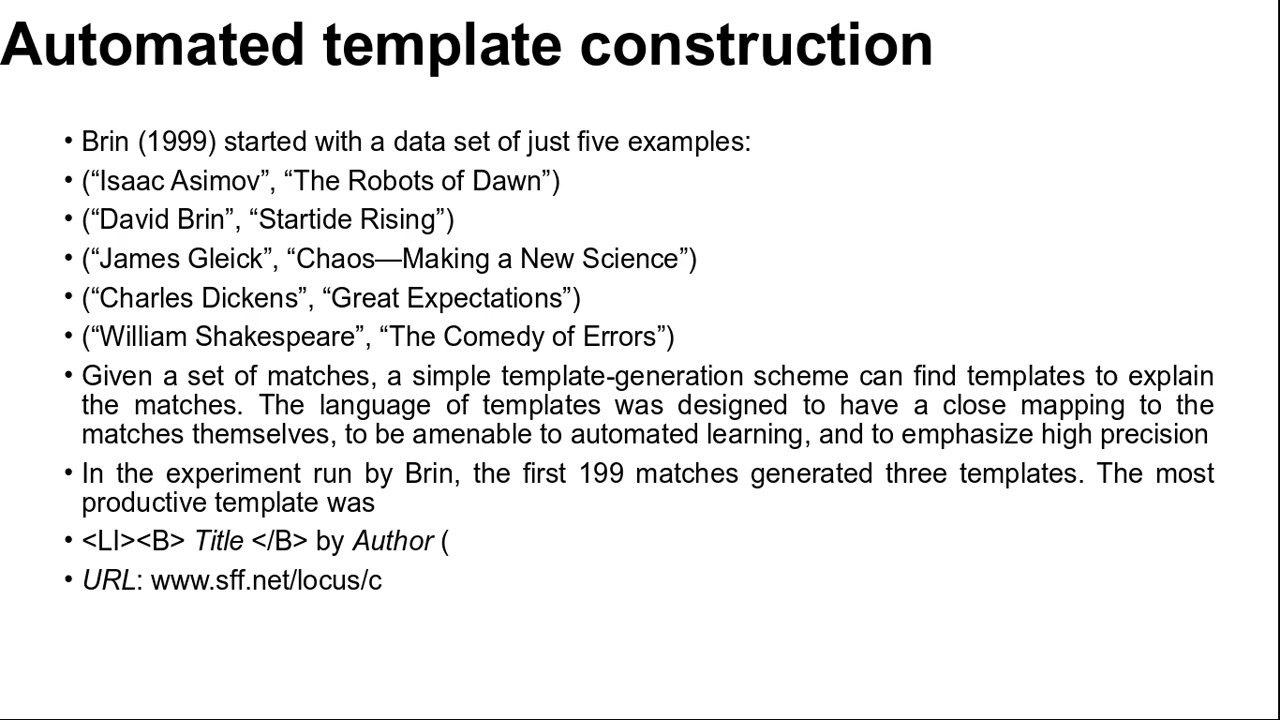 Automated template construction
• Brin (1999) started with a data set of just five examples:
• (“Isaac Asimov”, “The Robots of Dawn”)
• (“David Brin”, “Startide Rising”)
• (“James Gleick”, “Chaos—Making a New Science”)
• (“Charles Dickens”, “Great Expectations”)
• (“William Shakespeare”, “The Comedy of Errors”)
• Given a set of matches, a simple template-generation scheme can find templates to explain
the matches. The language of templates was designed to have a close mapping to the
matches themselves, to be amenable to automated learning, and to emphasize high precision
• In the experiment run by Brin, the first 199 matches generated three templates. The most
productive template was
• <LI><B> Title </B> by Author (
• URL: www.sff.net/locus/c